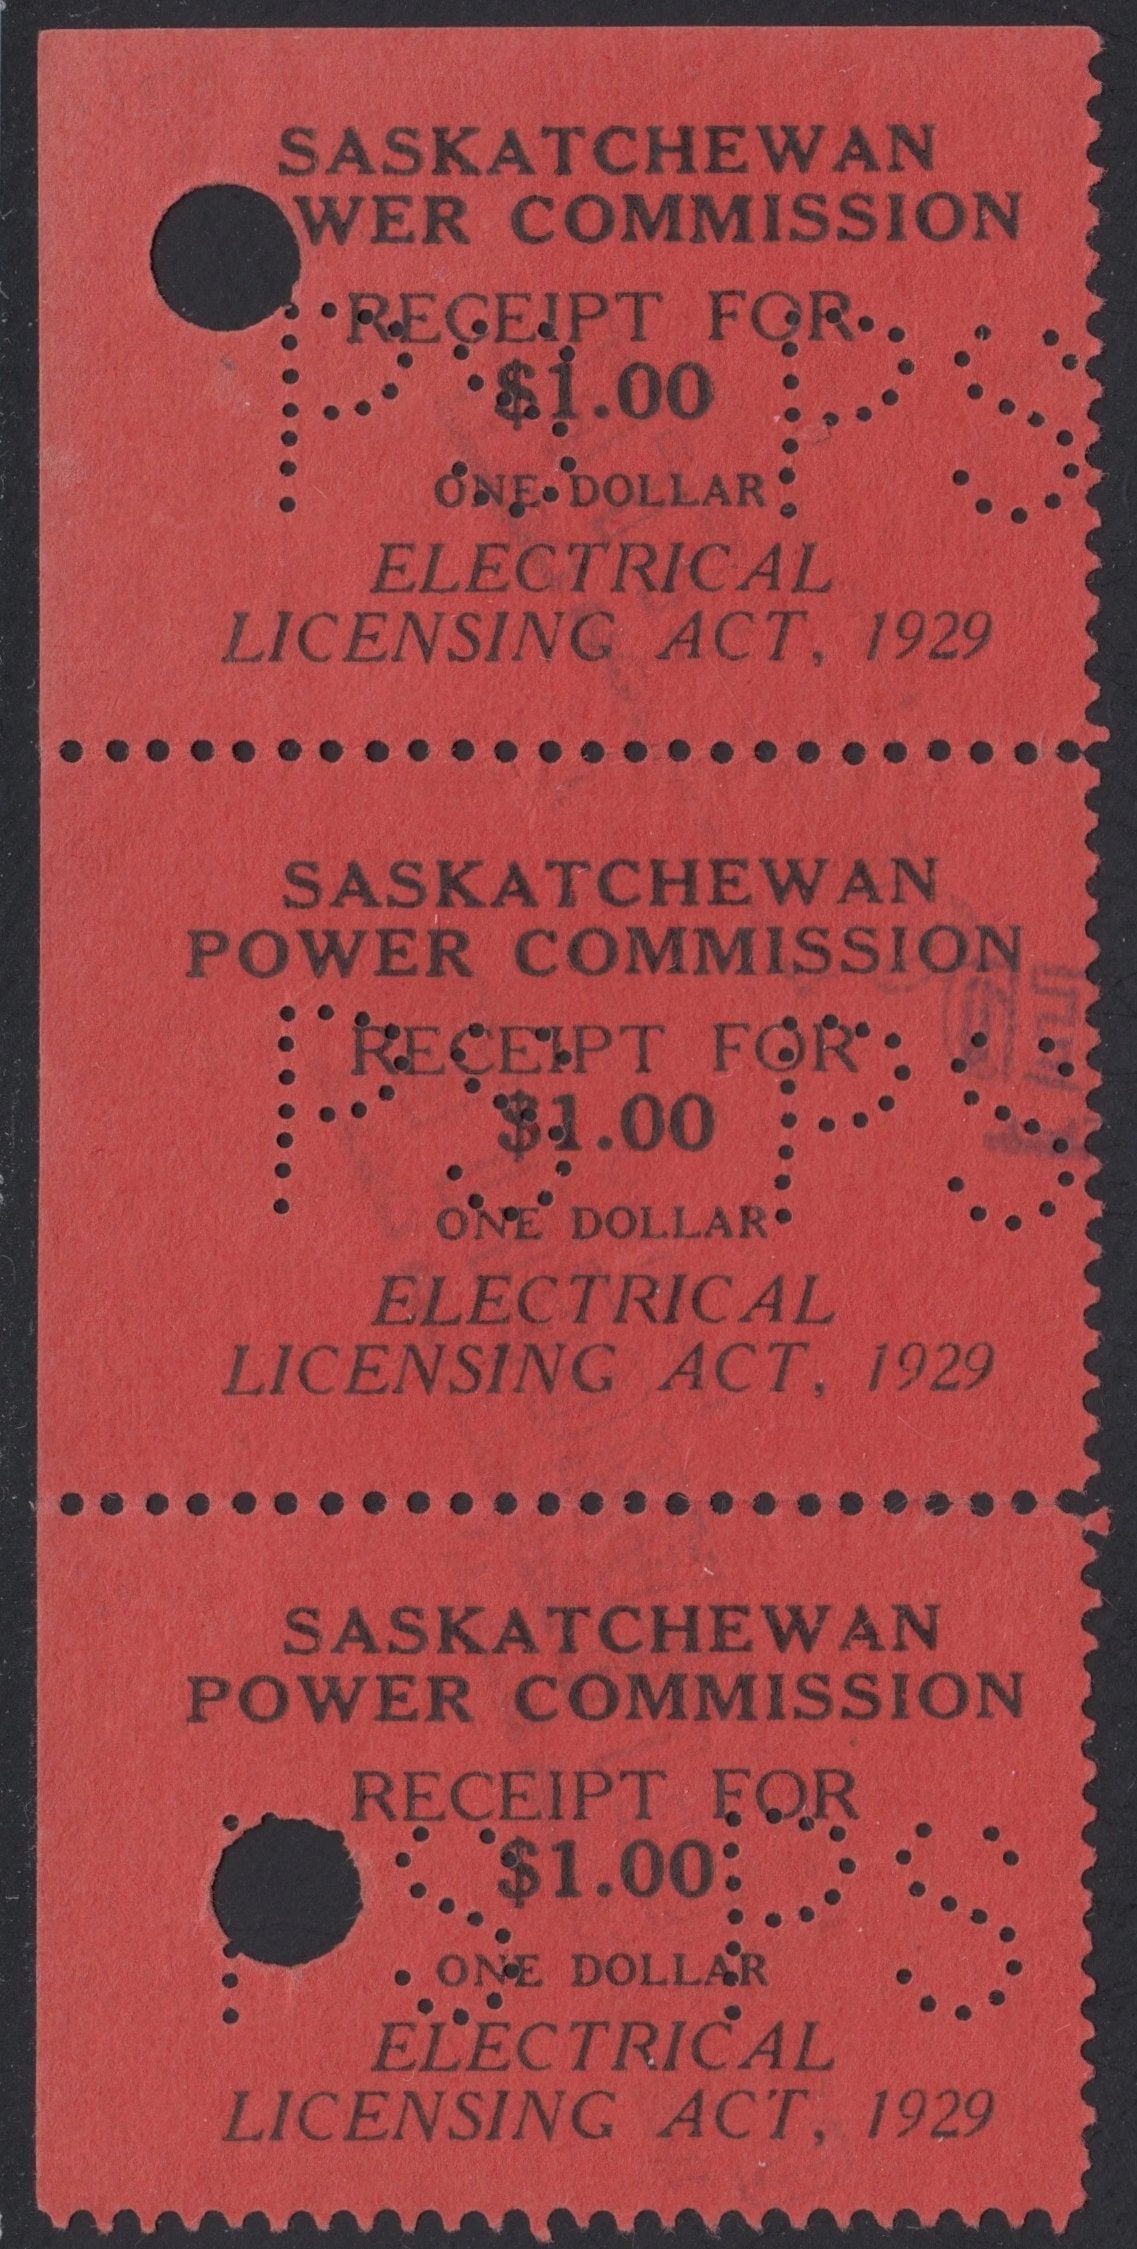 SASKATCHEWAN
WER COMMISSION
RECEIPT FOR
$1.00
ONE DOLLAR
ELECTRICAL
LICENSING ACT, 1929
SASKATCHEWAN
POWER COMMISSION
RECEIPT FOR
$1.00
ONE DOLLAR
ELECTRICAL
LICENSING ACT, 1929
SASKATCHEWAN
POWER COMMISSION
RECEIPT FOR
$1.00
ONE DOLLAR
ELECTRICAL
LICENSING ACT, 1929